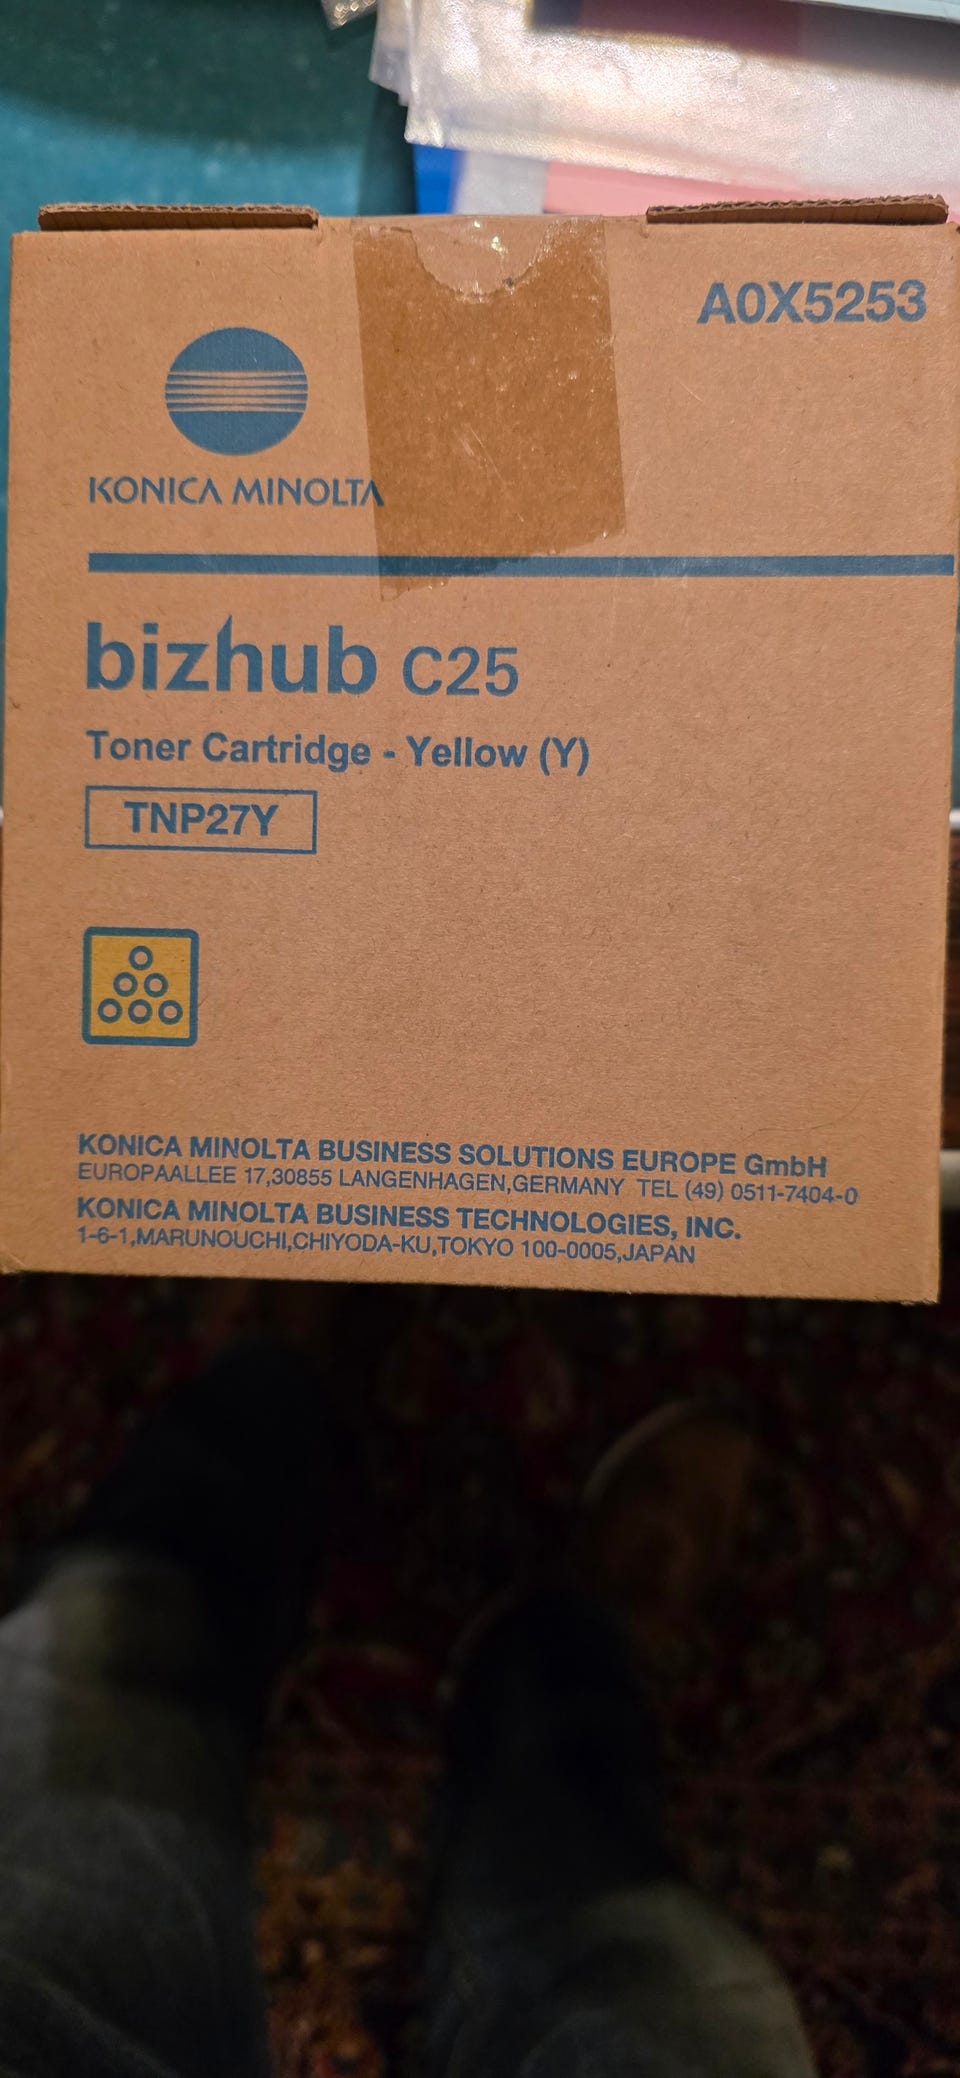 A0X5253
KONICA MINOLTA
bizhub C25
Toner Cartridge - Yellow (Y)
TNP27Y
KONICA MINOLTA BUSINESS SOLUTIONS EUROPE GmbH
EUROPAALLEE 17,30855 LANGENHAGEN,GERMANY TEL (49) 0511-7404-0
KONICA MINOLTA BUSINESS TECHNOLOGIES, INC.
1-6-1,MARUNOUCHI,CHIYODA-KU,TOKYO 100-0005,JAPAN